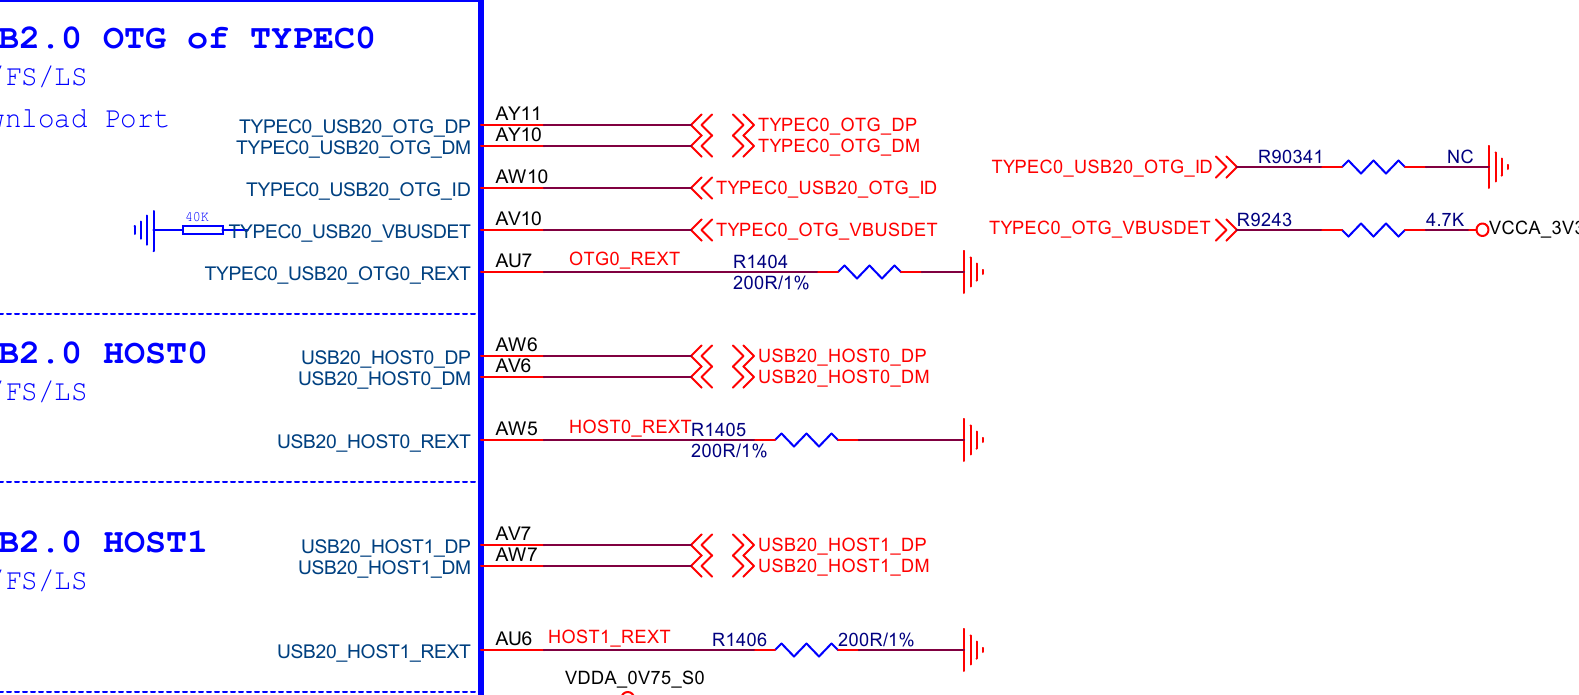 B2.0 OTG of TYPEC0
/FS/LS
wnload Port
TYPEC0_USB20_OTG_DP AY11 TYPEC0_OTG_DP
TYPEC0_USB20_OTG_DM AY10 TYPEC0_OTG_DM
TYPEC0_USB20_OTG_ID R90341 NC
TYPEC0_USB20_OTG_ID AW10 TYPEC0_USB20_OTG_ID
40K TYPEC0_USB20_VBUSDET AV10 TYPEC0_OTG_VBUSDET
TYPEC0_OTG_VBUSDET R9243 4.7K VCCA_3V3
TYPEC0_USB20_OTG0_REXT AU7 OTG0_REXT R1404
200R/1%
B2.0 HOST0
/FS/LS
USB20_HOST0_DP AW6 USB20_HOST0_DP
USB20_HOST0_DM AV6 USB20_HOST0_DM
USB20_HOST0_REXT AW5 HOST0_REXT R1405
200R/1%
B2.0 HOST1
/FS/LS
USB20_HOST1_DP AV7 USB20_HOST1_DP
USB20_HOST1_DM AW7 USB20_HOST1_DM
USB20_HOST1_REXT AU6 HOST1_REXT R1406 200R/1%
VDDA_0V75_S0